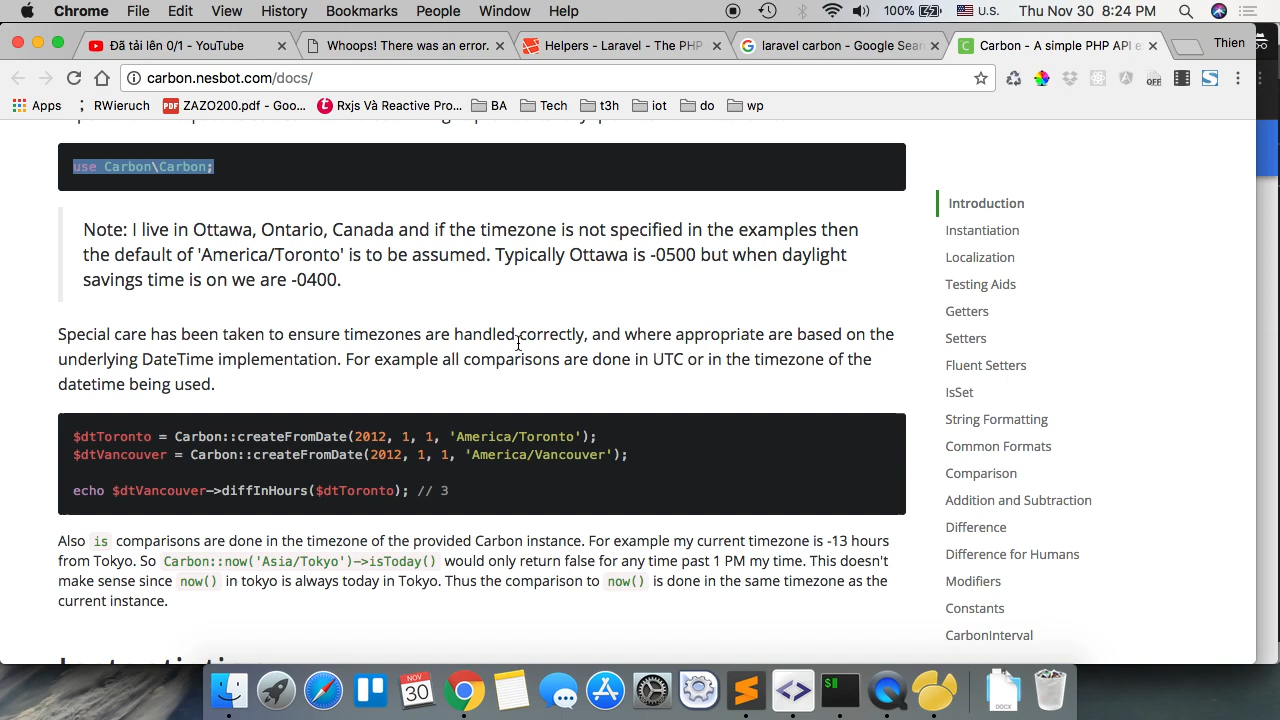 Chrome File Edit View History Bookmarks People Window Help 100% U.S. Thu Nov 30 8:24 PM
Đã tải lên 0/1 - YouTube Whoops! There was an error. Helpers - Laravel - The PHP laravel carbon - Google Sear Carbon - A simple PHP API e Thien
carbon.nesbot.com/docs/ OFF
Apps RWieruch ZAZO200.pdf - Goo... Rxjs Và Reactive Pro... BA Tech t3h iot do wp
use Carbon\Carbon;
Note: I live in Ottawa, Ontario, Canada and if the timezone is not specified in the examples then
the default of 'America/Toronto' is to be assumed. Typically Ottawa is -0500 but when daylight
savings time is on we are -0400.
Special care has been taken to ensure timezones are handled correctly, and where appropriate are based on the
underlying DateTime implementation. For example all comparisons are done in UTC or in the timezone of the
datetime being used.
$dtToronto = Carbon::createFromDate(2012, 1, 1, 'America/Toronto');
$dtVancouver = Carbon::createFromDate(2012, 1, 1, 'America/Vancouver');
echo $dtVancouver->diffInHours($dtToronto); // 3
Also is comparisons are done in the timezone of the provided Carbon instance. For example my current timezone is -13 hours
from Tokyo. So Carbon::now('Asia/Tokyo')->isToday() would only return false for any time past 1 PM my time. This doesn't
make sense since now() in tokyo is always today in Tokyo. Thus the comparison to now() is done in the same timezone as the
current instance.
Introduction
Instantiation
Localization
Testing Aids
Getters
Setters
Fluent Setters
IsSet
String Formatting
Common Formats
Comparison
Addition and Subtraction
Difference
Difference for Humans
Modifiers
Constants
CarbonInterval
NOV
30
DOCX